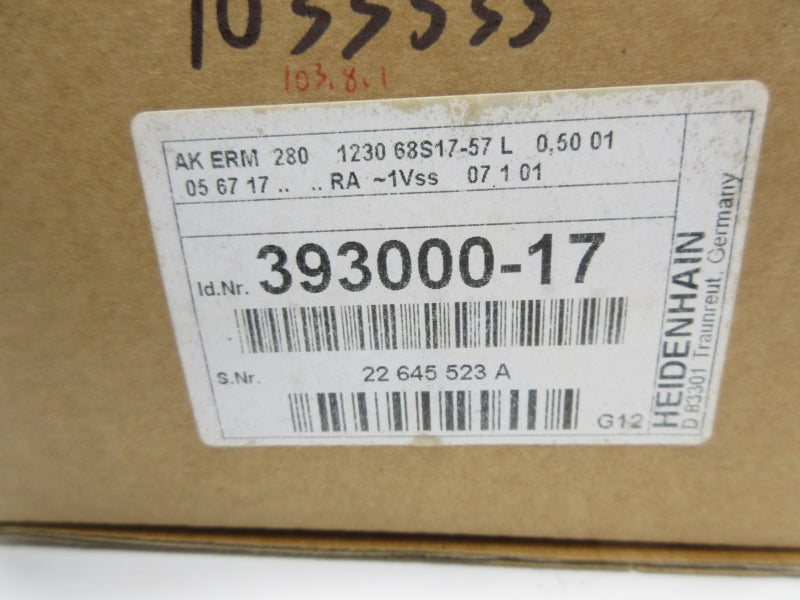 103.8.1
AK ERM 280 1230 68S17-57 L 0,50 01
05 67 17 .. .. RA ~1Vss 07 1 01
Id.Nr. 393000-17
S.Nr. 22 645 523 A
G12
HEIDENHAIN
D 83301 Traunreut, Germany